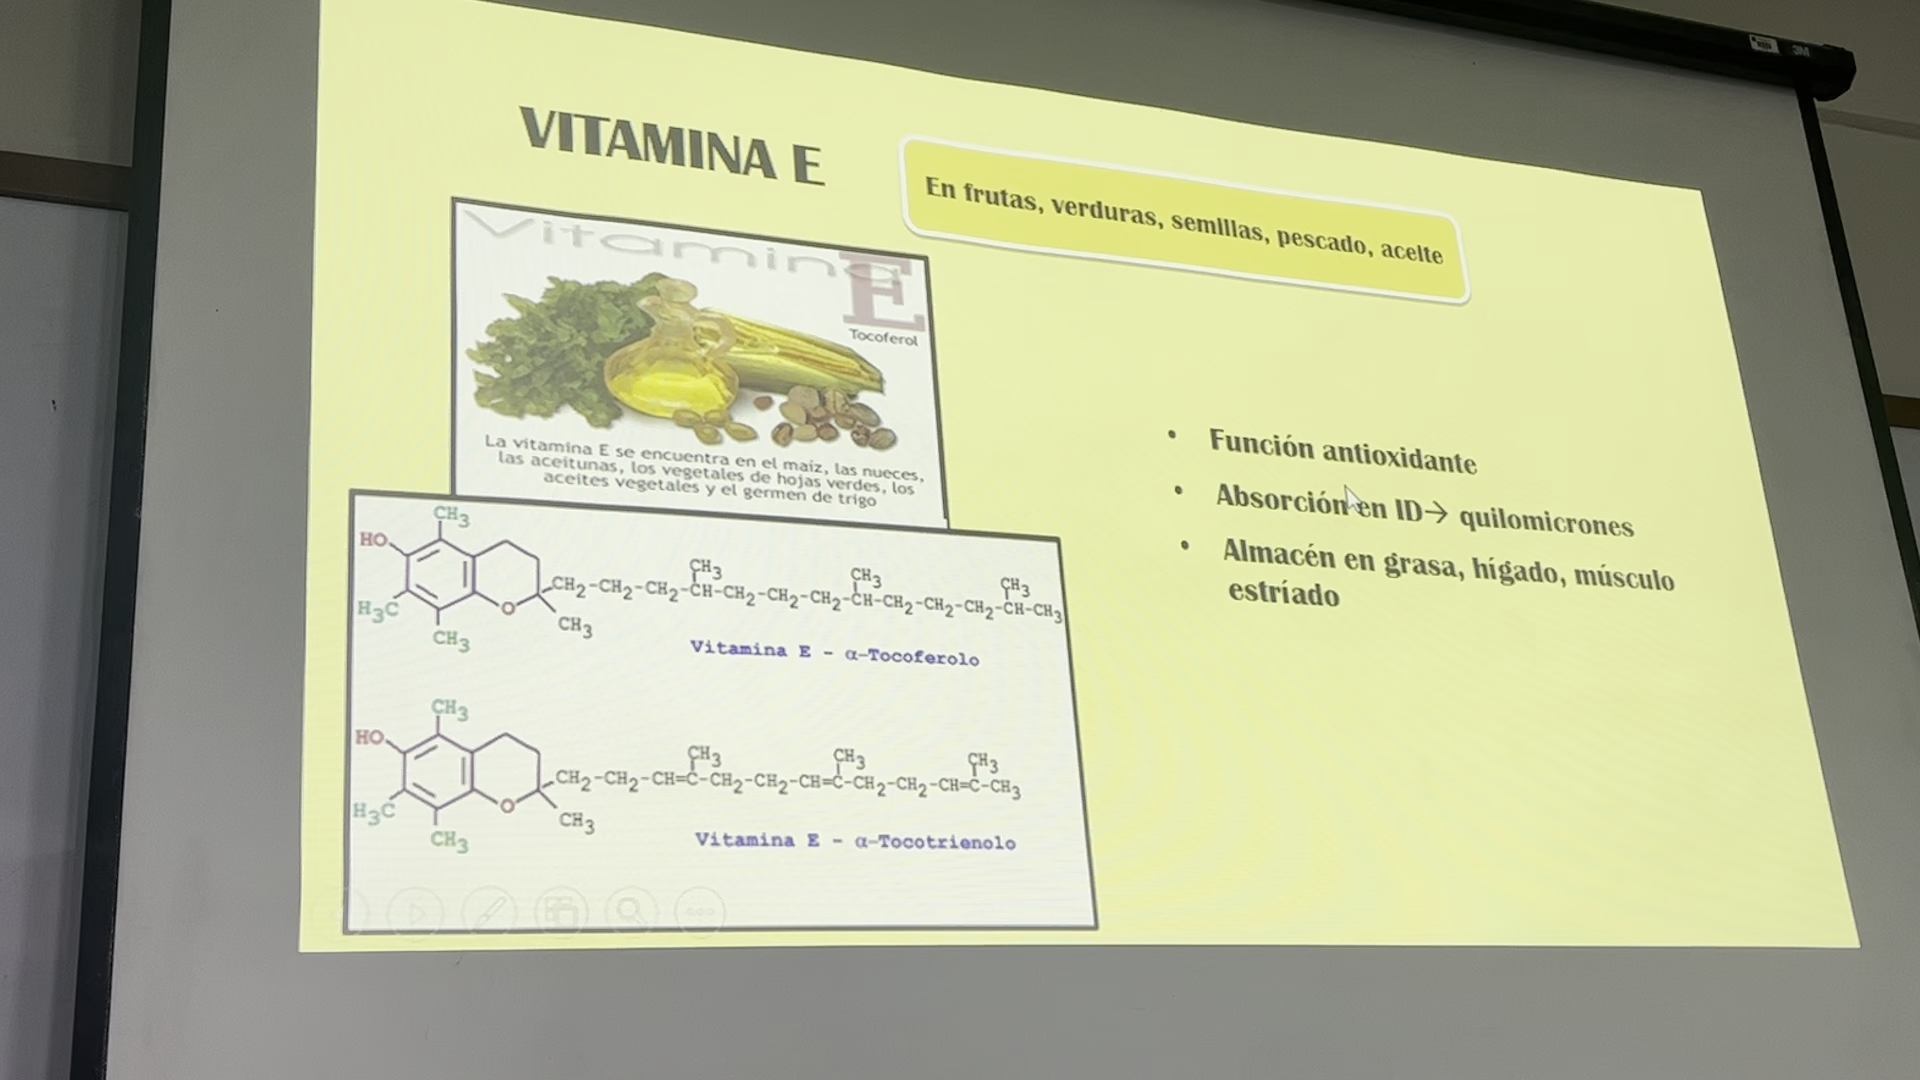 3M
VITAMINA E
En frutas, verduras, semillas, pescado, aceite
Vitamina
E
Tocoferol
La vitamina E se encuentra en el maíz, las nueces,
las aceitunas, los vegetales de hojas verdes, los
aceites vegetales y el germen de trigo
• Función antioxidante
• Absorción en ID→ quilomicrones
• Almacén en grasa, hígado, músculo
estríado
CH3
HO
CH3 CH3 CH3
CH2-CH2-CH2-CH-CH2-CH2-CH2-CH-CH2-CH2-CH2-CH-CH3
H3C
O
CH3
CH3
Vitamina E - α-Tocoferolo
CH3
HO
CH3 CH3 CH3
CH2-CH2-CH=C-CH2-CH2-CH=C-CH2-CH2-CH=C-CH3
H3C
O
CH3
CH3
Vitamina E - α-Tocotrienolo